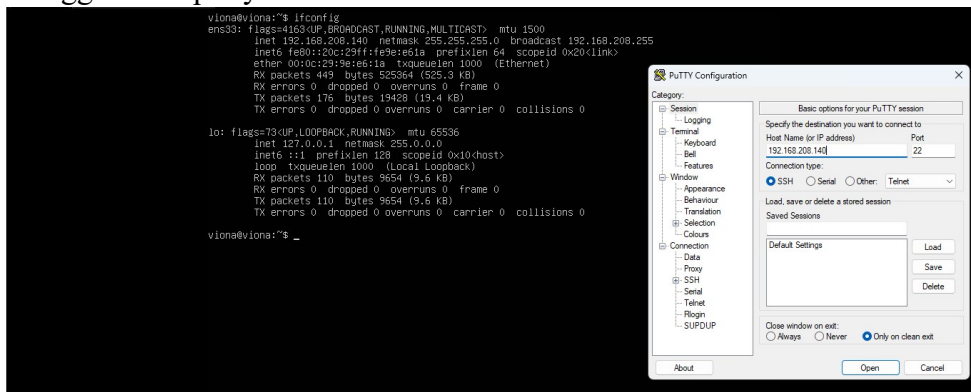 viona@viona:~$ ifconfig
ens33: flags=4163<UP,BROADCAST,RUNNING,MULTICAST>  mtu 1500
inet 192.168.208.140  netmask 255.255.255.0  broadcast 192.168.208.255
inet6 fe80::20c:29ff:fe9e:e61a  prefixlen 64  scopeid 0x20<link>
ether 00:0c:29:9e:e6:1a  txqueuelen 1000  (Ethernet)
RX packets 449  bytes 525364 (525.3 KB)
RX errors 0  dropped 0  overruns 0  frame 0
TX packets 176  bytes 19428 (19.4 KB)
TX errors 0  dropped 0 overruns 0  carrier 0  collisions 0
lo: flags=73<UP,LOOPBACK,RUNNING>  mtu 65536
inet 127.0.0.1  netmask 255.0.0.0
inet6 ::1  prefixlen 128  scopeid 0x10<host>
loop  txqueuelen 1000  (Local Loopback)
RX packets 110  bytes 9654 (9.6 KB)
RX errors 0  dropped 0  overruns 0  frame 0
TX packets 110  bytes 9654 (9.6 KB)
TX errors 0  dropped 0 overruns 0  carrier 0  collisions 0
viona@viona:~$ _
PuTTY Configuration
Category:
Session
Logging
Terminal
Keyboard
Bell
Features
Window
Appearance
Behaviour
Translation
Selection
Colours
Connection
Data
Proxy
SSH
Serial
Telnet
Rlogin
SUPDUP
Basic options for your PuTTY session
Specify the destination you want to connect to
Host Name (or IP address) Port
192.168.208.140 22
Connection type:
SSH Serial Other: Telnet
Load, save or delete a stored session
Saved Sessions
Default Settings
Load
Save
Delete
Close window on exit:
Always Never Only on clean exit
About Open Cancel